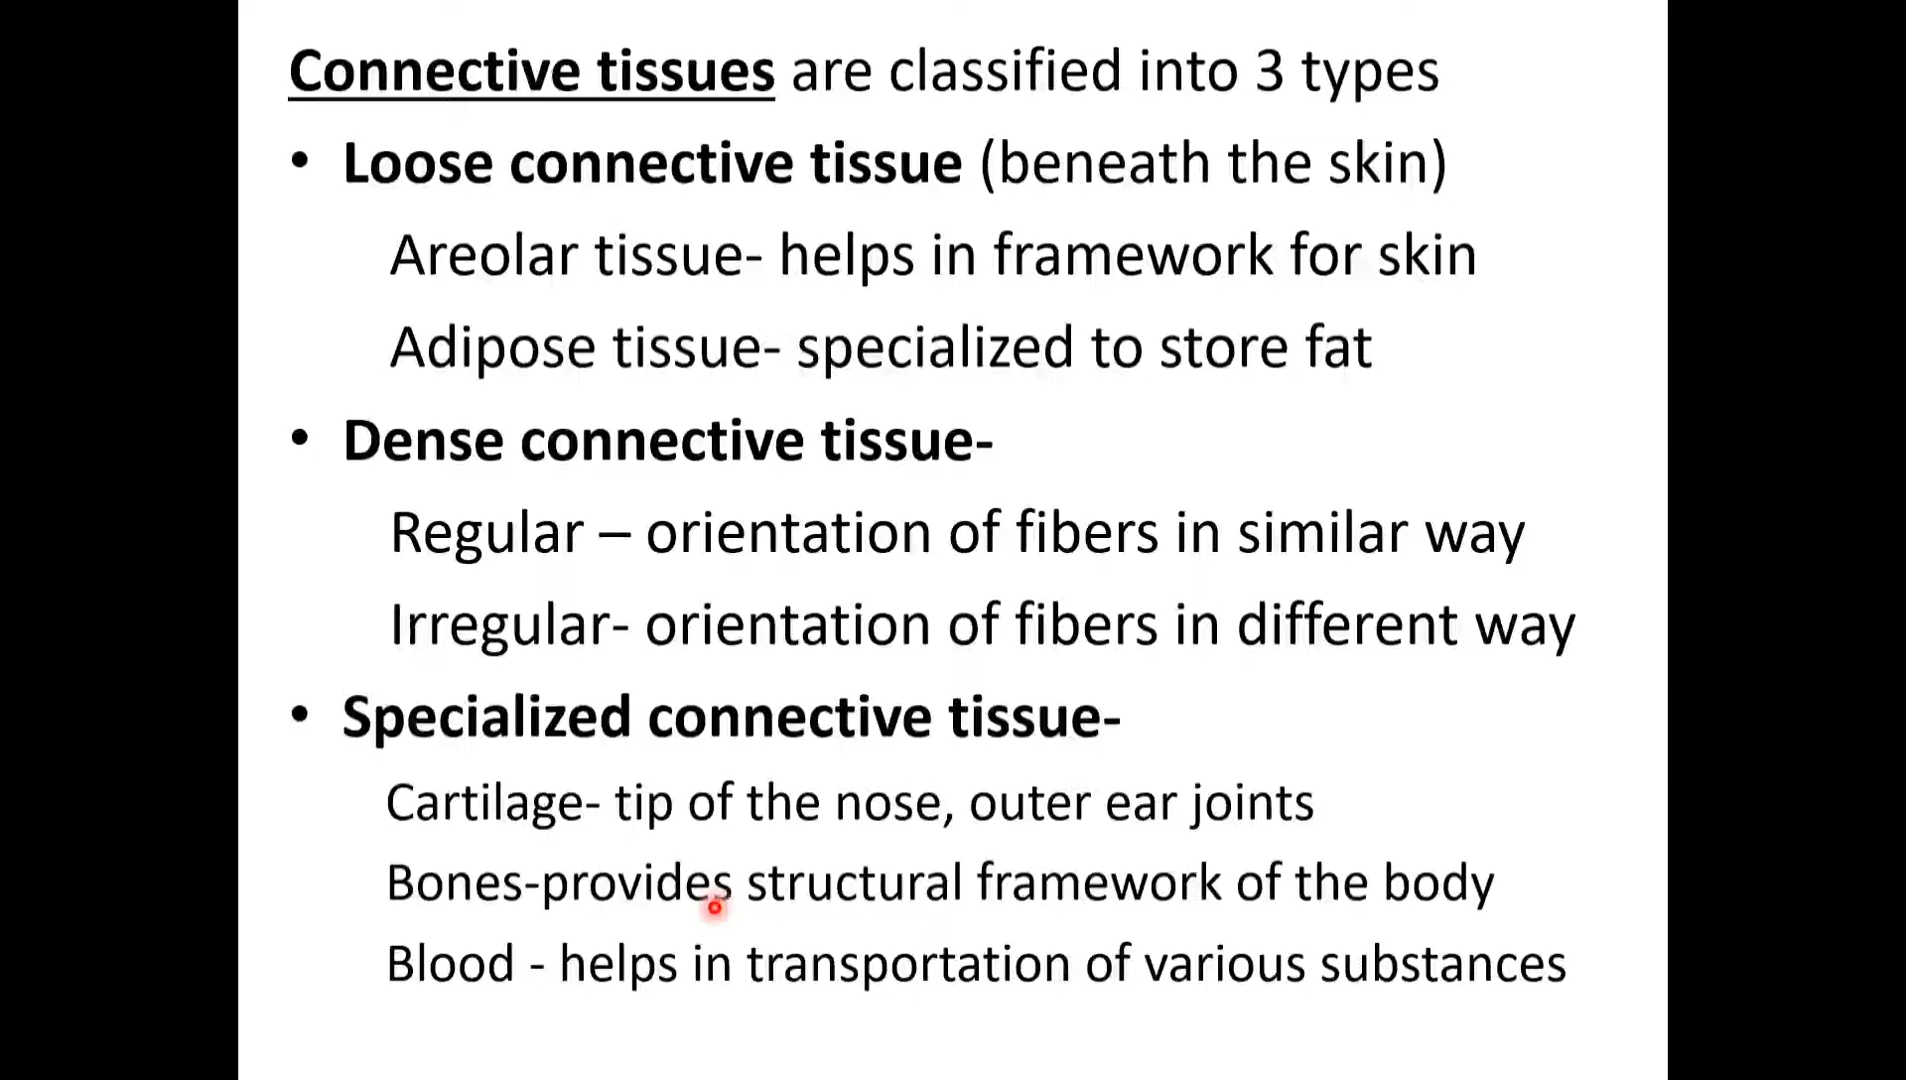 Connective tissues are classified into 3 types
• Loose connective tissue (beneath the skin)
Areolar tissue- helps in framework for skin
Adipose tissue- specialized to store fat
• Dense connective tissue-
Regular – orientation of fibers in similar way
Irregular- orientation of fibers in different way
• Specialized connective tissue-
Cartilage- tip of the nose, outer ear joints
Bones-provides structural framework of the body
Blood - helps in transportation of various substances